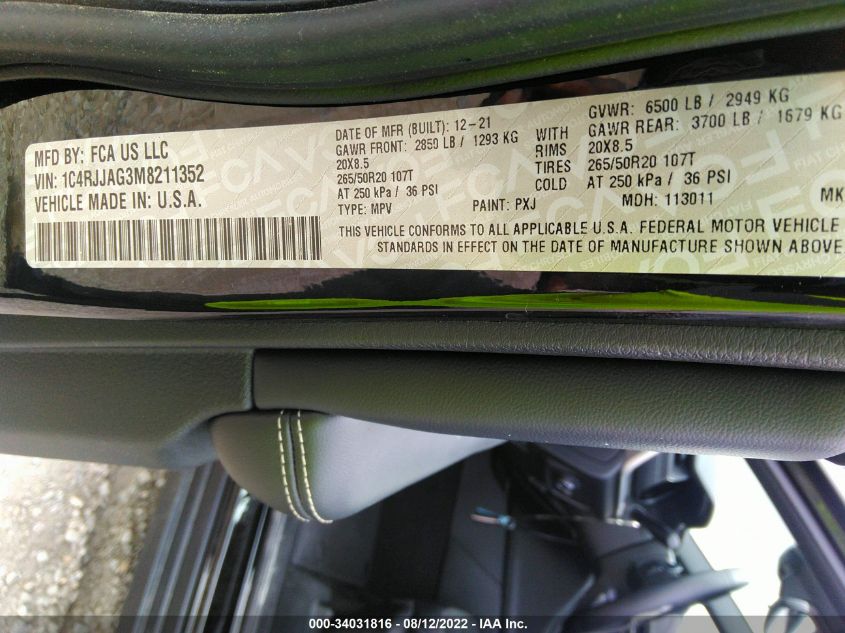 MFD BY: FCA US LLC
VIN: 1C4RJJAG3M8211352
VEHICLE MADE IN: U.S.A.
DATE OF MFR (BUILT): 12-21
GAWR FRONT: 2850 LB / 1293 KG
20X8.5
265/50R20 107T
AT 250 kPa / 36 PSI
TYPE: MPV
PAINT: PXJ
WITH
RIMS
TIRES
COLD
GVWR: 6500 LB / 2949 KG
GAWR REAR: 3700 LB / 1679 KG
20X8.5
265/50R20 107T
AT 250 kPa / 36 PSI
MDH: 113011
MK
THIS VEHICLE CONFORMS TO ALL APPLICABLE U.S.A. FEDERAL MOTOR VEHICLE
STANDARDS IN EFFECT ON THE DATE OF MANUFACTURE SHOWN ABOVE
000-34031816 - 08/12/2022 - IAA Inc.